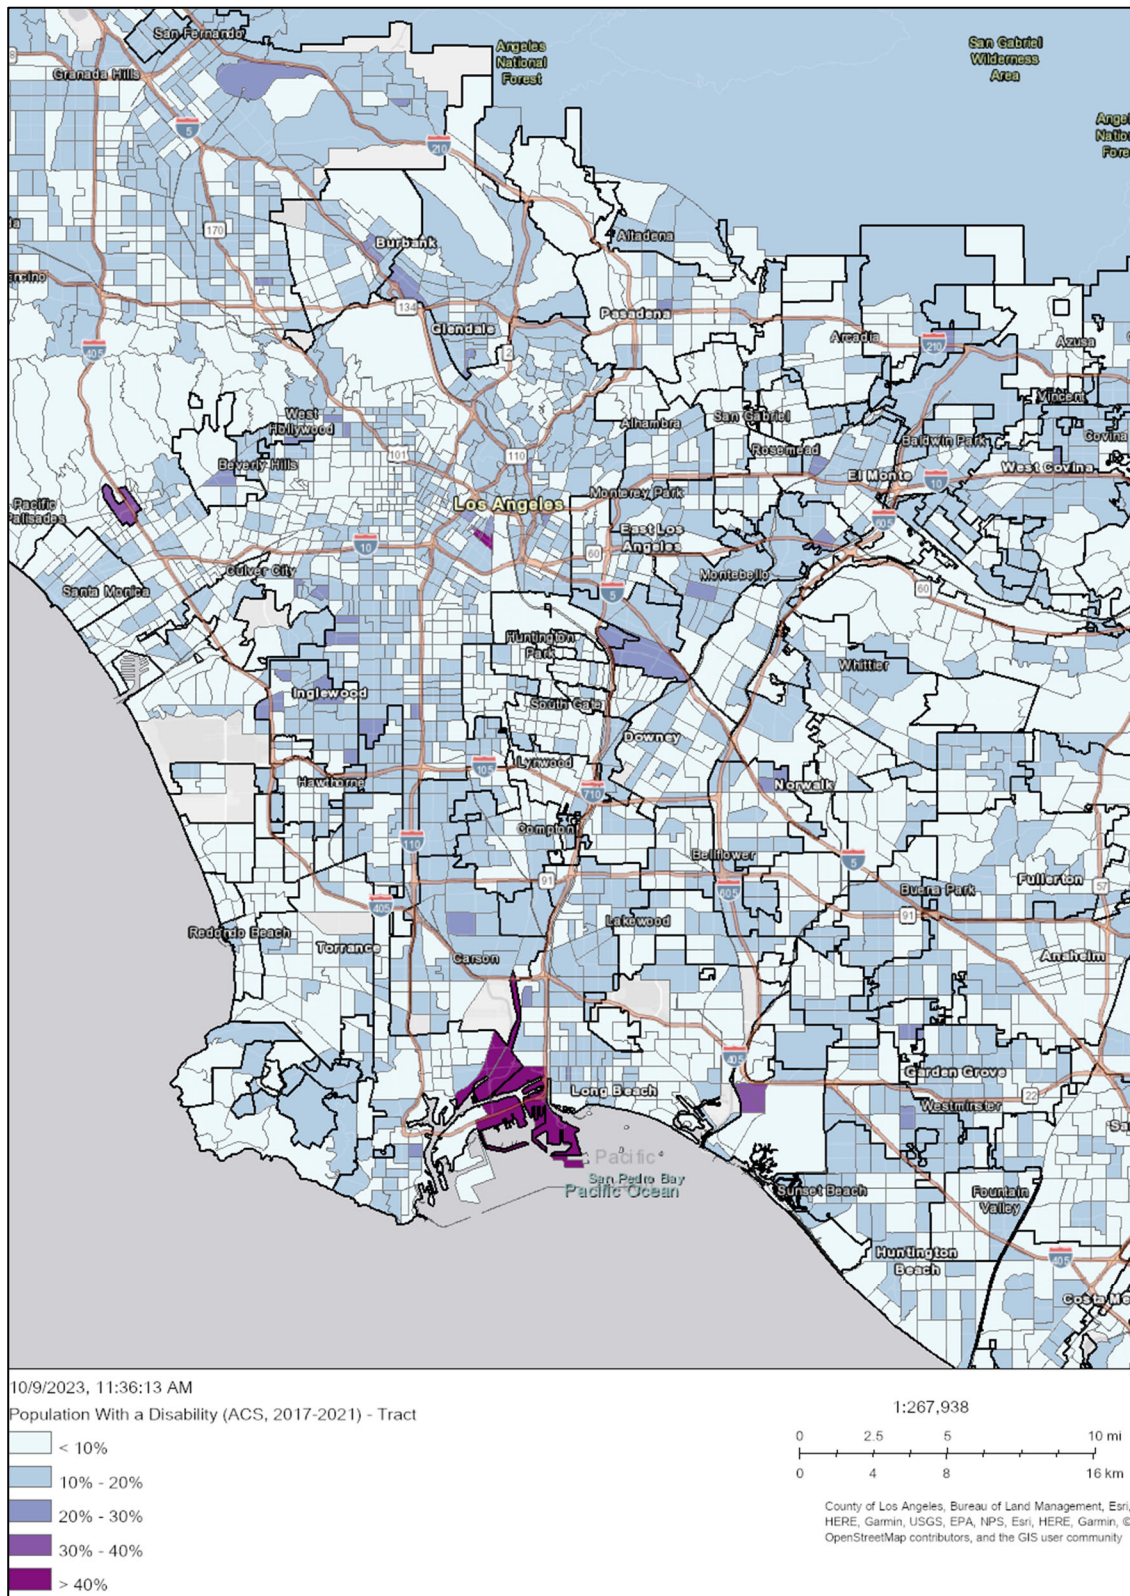 San Fernando
Angeles
National
Forest
San Gabriel
Wilderness
Area
8
Granada Hills
5
210
Angel
Nation
Fore
170
Altadena
Burbank
Encino
134
Pasadena
Glendale
405
2
Arcadia
210
Azusa
Vincent
West
Hollywood
Alhambra
San Gabriel
101
110
Rosemead
Baldwin Park
Covina
Beverly Hills
El Monte
10
West Covina
Pacific
Palisades
Los Angeles
Monterey Park
605
10
60
East Los
Angeles
Culver City
Montebello
Santa Monica
5
60
Huntington
Park
Whittier
Inglewood
South Gate
Downey
105
Lynwood
Hawthorne
710
Norwalk
Compton
110
Bellflower
5
91
605
Buena Park
Fullerton
57
405
91
Lakewood
Redondo Beach
Torrance
Carson
Anaheim
405
Garden Grove
Long Beach
22
Westminster
Sa
Pacific
San Pedro Bay
Pacific Ocean
Sunset Beach
Fountain
Valley
Huntington
Beach
405
Costa Me
10/9/2023, 11:36:13 AM
Population With a Disability (ACS, 2017-2021) - Tract
< 10%
10% - 20%
20% - 30%
30% - 40%
> 40%
1:267,938
0 2.5 5 10 mi
0 4 8 16 km
County of Los Angeles, Bureau of Land Management, Esri,
HERE, Garmin, USGS, EPA, NPS, Esri, HERE, Garmin, ©
OpenStreetMap contributors, and the GIS user community